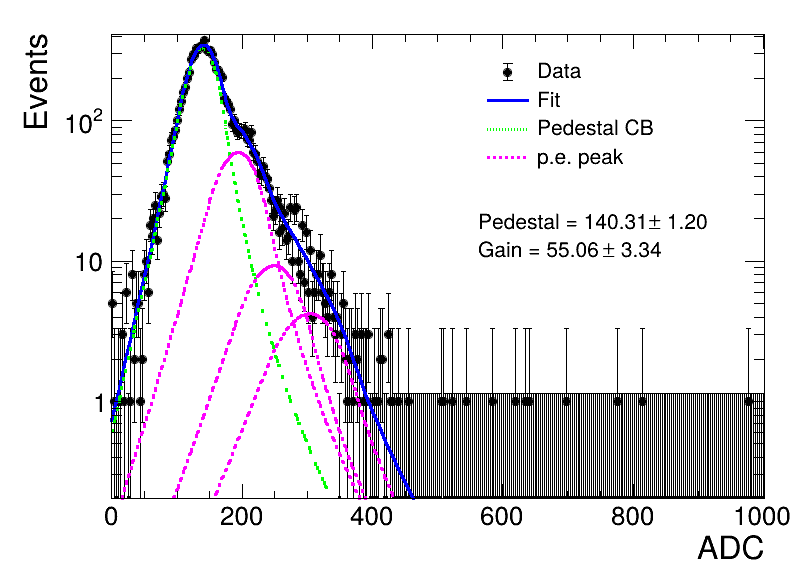 Events
10²
10
1
Data
Fit
Pedestal CB
p.e. peak
Pedestal = 140.31± 1.20
Gain = 55.06 ± 3.34
0 200 400 600 800 1000
ADC